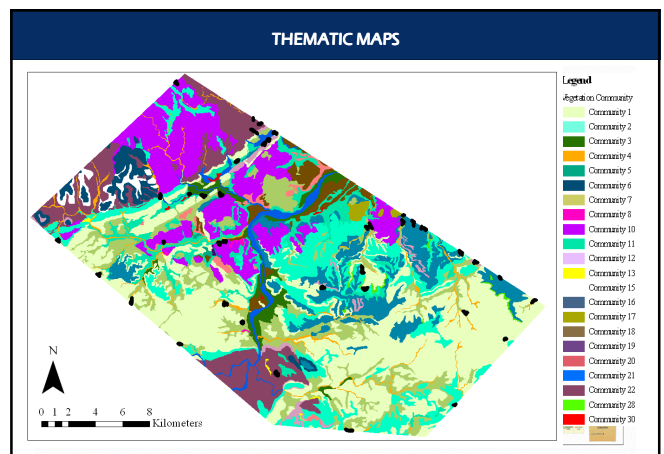 THEMATIC MAPS
Legend
Vegetation Community
Community 1
Community 2
Community 3
Community 4
Community 5
Community 6
Community 7
Community 8
Community 10
Community 11
Community 12
Community 13
Community 15
Community 16
Community 17
Community 18
Community 19
Community 20
Community 21
Community 22
Community 28
Community 30
N
0 1 2 4 6 8
Kilometers